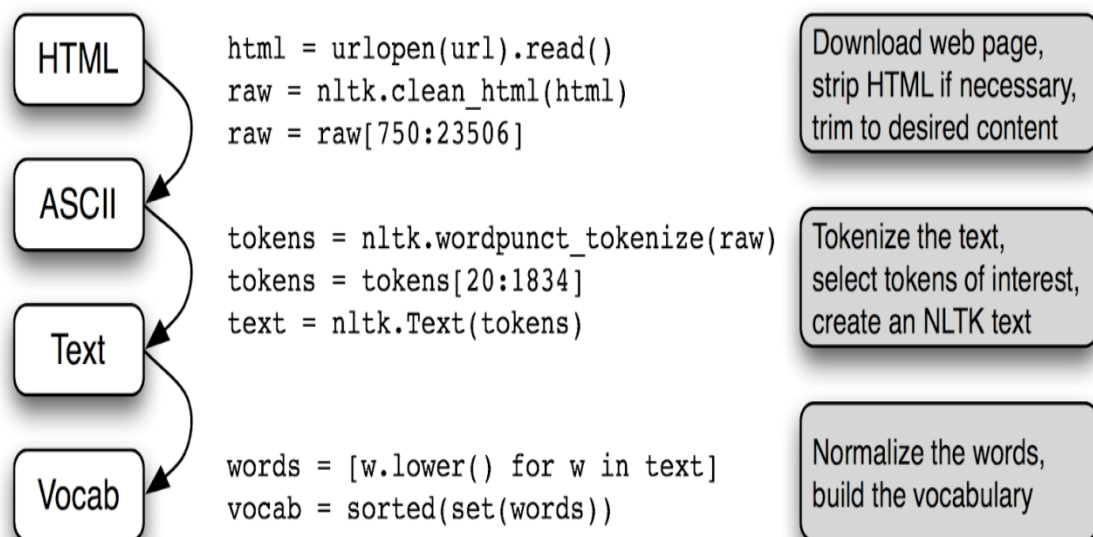 HTML
html = urlopen(url).read()
raw = nltk.clean_html(html)
raw = raw[750:23506]
Download web page,
strip HTML if necessary,
trim to desired content
ASCII
tokens = nltk.wordpunct_tokenize(raw)
tokens = tokens[20:1834]
text = nltk.Text(tokens)
Tokenize the text,
select tokens of interest,
create an NLTK text
Text
Vocab
words = [w.lower() for w in text]
vocab = sorted(set(words))
Normalize the words,
build the vocabulary